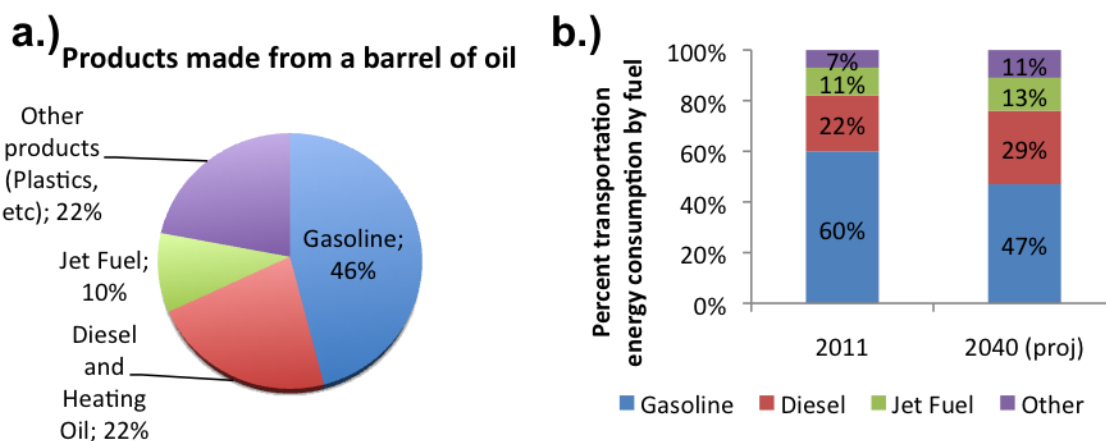 a.)
Products made from a barrel of oil
Other
products
(Plastics,
etc); 22%
Jet Fuel;
10%
Diesel
and
Heating
Oil; 22%
Gasoline;
46%
b.)
Percent transportation
energy consumption by fuel
100%
80%
60%
40%
20%
0%
7%
11%
22%
60%
11%
13%
29%
47%
2011
2040 (proj)
Gasoline
Diesel
Jet Fuel
Other